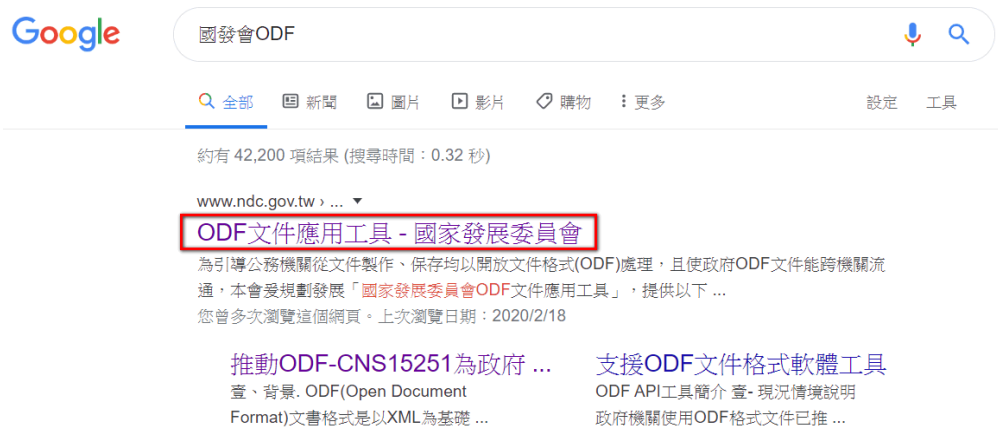 Google
國發會ODF
全部 新聞 圖片 影片 購物 更多 設定 工具
約有 42,200 項結果 (搜尋時間：0.32 秒)
www.ndc.gov.tw › ...
ODF文件應用工具 - 國家發展委員會
為引導公務機關從文件製作、保存均以開放文件格式(ODF)處理，且使政府ODF文件能跨機關流
通，本會爰規劃發展「國家發展委員會ODF文件應用工具」，提供以下 ...
您曾多次瀏覽這個網頁。上次瀏覽日期：2020/2/18
推動ODF-CNS15251為政府 ...
壹、背景. ODF(Open Document
Format)文書格式是以XML為基礎 ...
支援ODF文件格式軟體工具
ODF API工具簡介 壹- 現況情境說明
政府機關使用ODF格式文件已推 ...